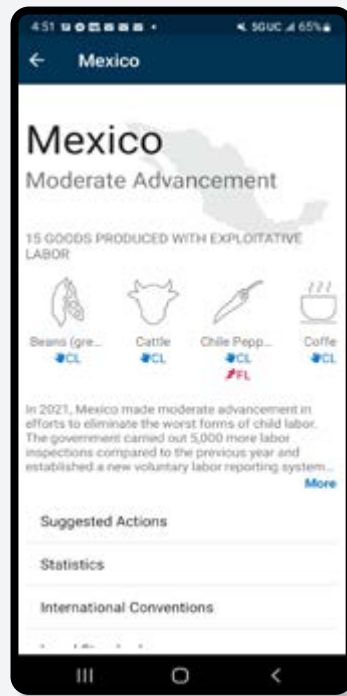 4:51
5GUC 65%
Mexico
Mexico
Moderate Advancement
15 GOODS PRODUCED WITH EXPLOITATIVE
LABOR
Beans (gre... Cattle Chile Pepp... Coffe
CL CL CL CL
FL
In 2021, Mexico made moderate advancement in
efforts to eliminate the worst forms of child labor.
The government carried out 5,000 more labor
inspections compared to the previous year and
established a new voluntary labor reporting system...
More
Suggested Actions
Statistics
International Conventions